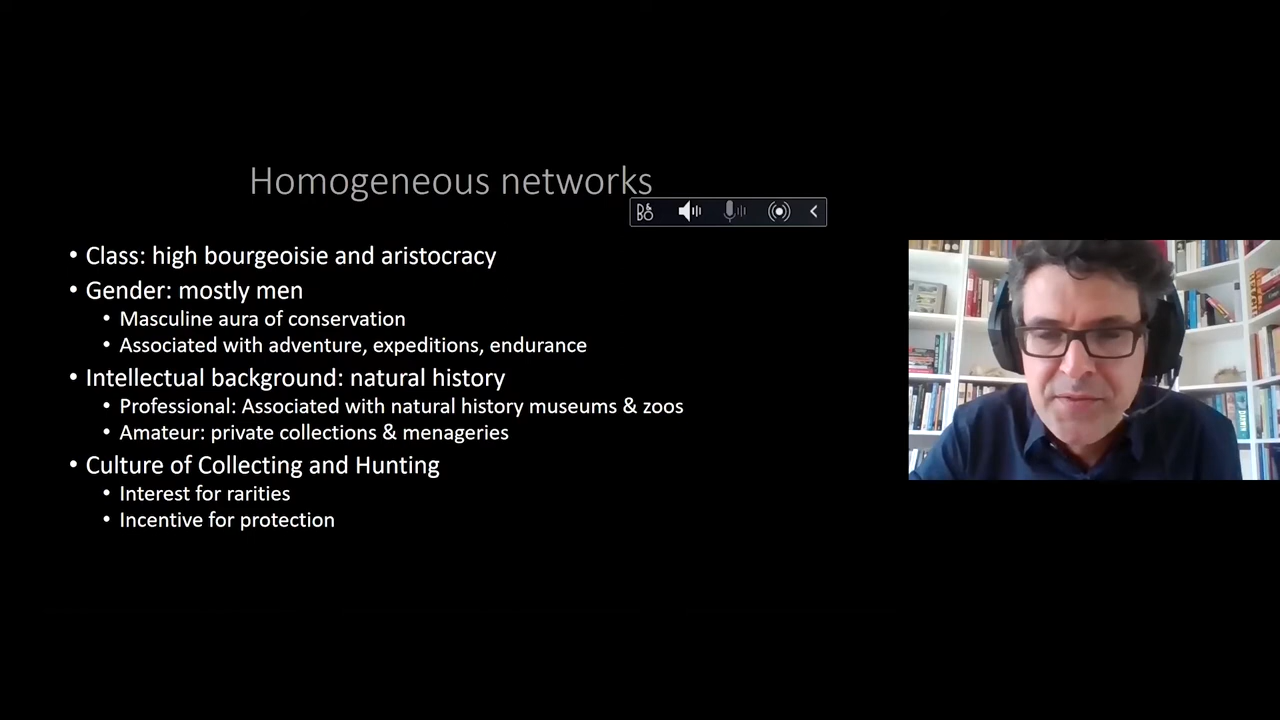 Homogeneous networks
• Class: high bourgeoisie and aristocracy
• Gender: mostly men
• Masculine aura of conservation
• Associated with adventure, expeditions, endurance
• Intellectual background: natural history
• Professional: Associated with natural history museums & zoos
• Amateur: private collections & menageries
• Culture of Collecting and Hunting
• Interest for rarities
• Incentive for protection